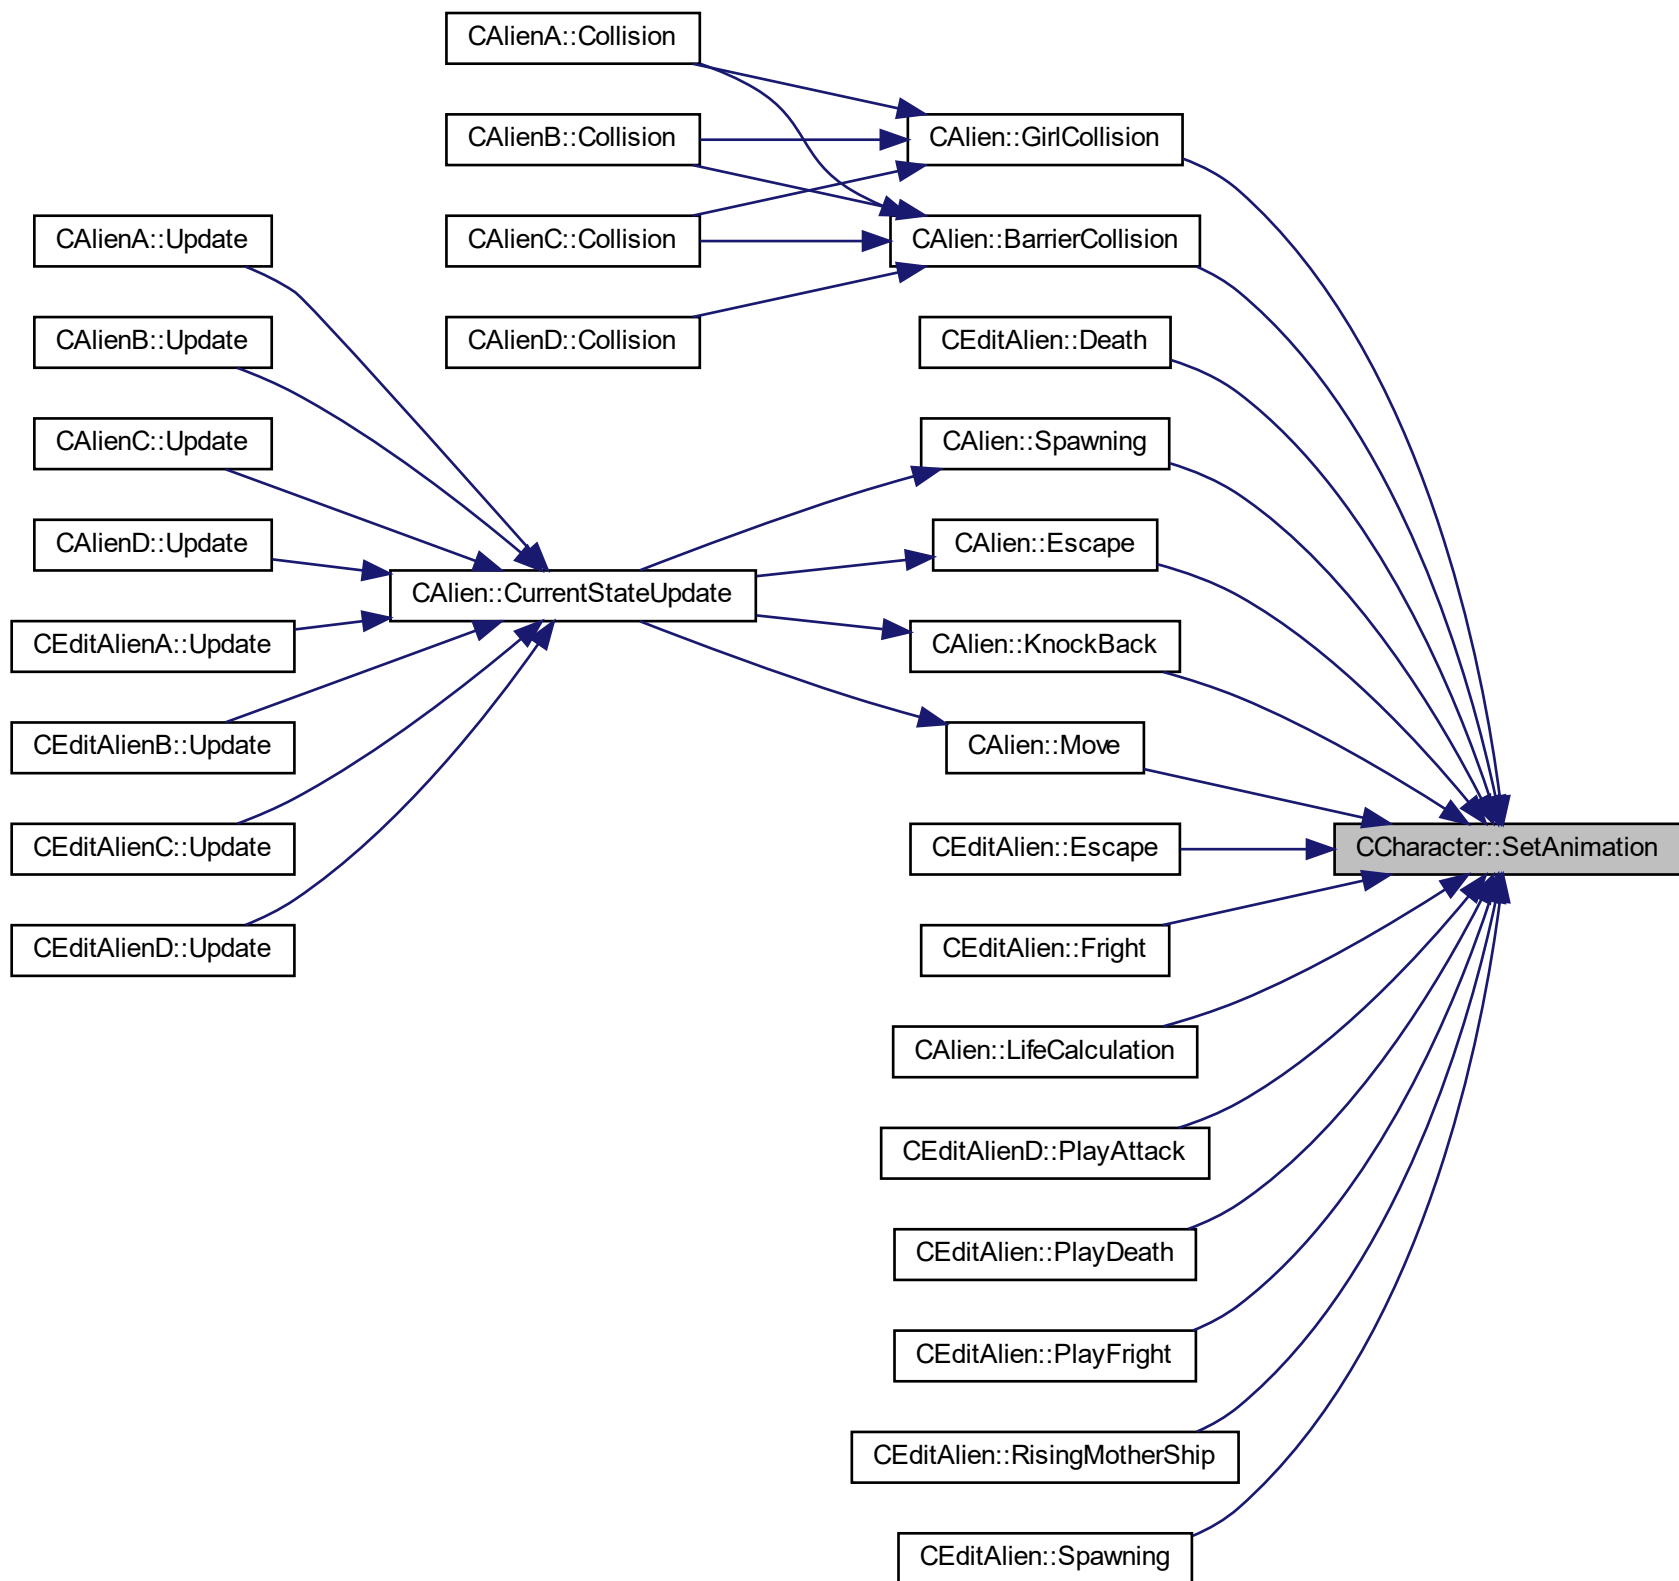 CAlienA::Collision
CAlienB::Collision
CAlien::GirlCollision
CAlienA::Update
CAlienC::Collision
CAlien::BarrierCollision
CAlienB::Update
CAlienD::Collision
CEditAlien::Death
CAlienC::Update
CAlien::Spawning
CAlienD::Update
CAlien::Escape
CAlien::CurrentStateUpdate
CEditAlienA::Update
CAlien::KnockBack
CEditAlienB::Update
CAlien::Move
CEditAlienC::Update
CEditAlien::Escape
CCharacter::SetAnimation
CEditAlienD::Update
CEditAlien::Fright
CAlien::LifeCalculation
CEditAlienD::PlayAttack
CEditAlien::PlayDeath
CEditAlien::PlayFright
CEditAlien::RisingMotherShip
CEditAlien::Spawning